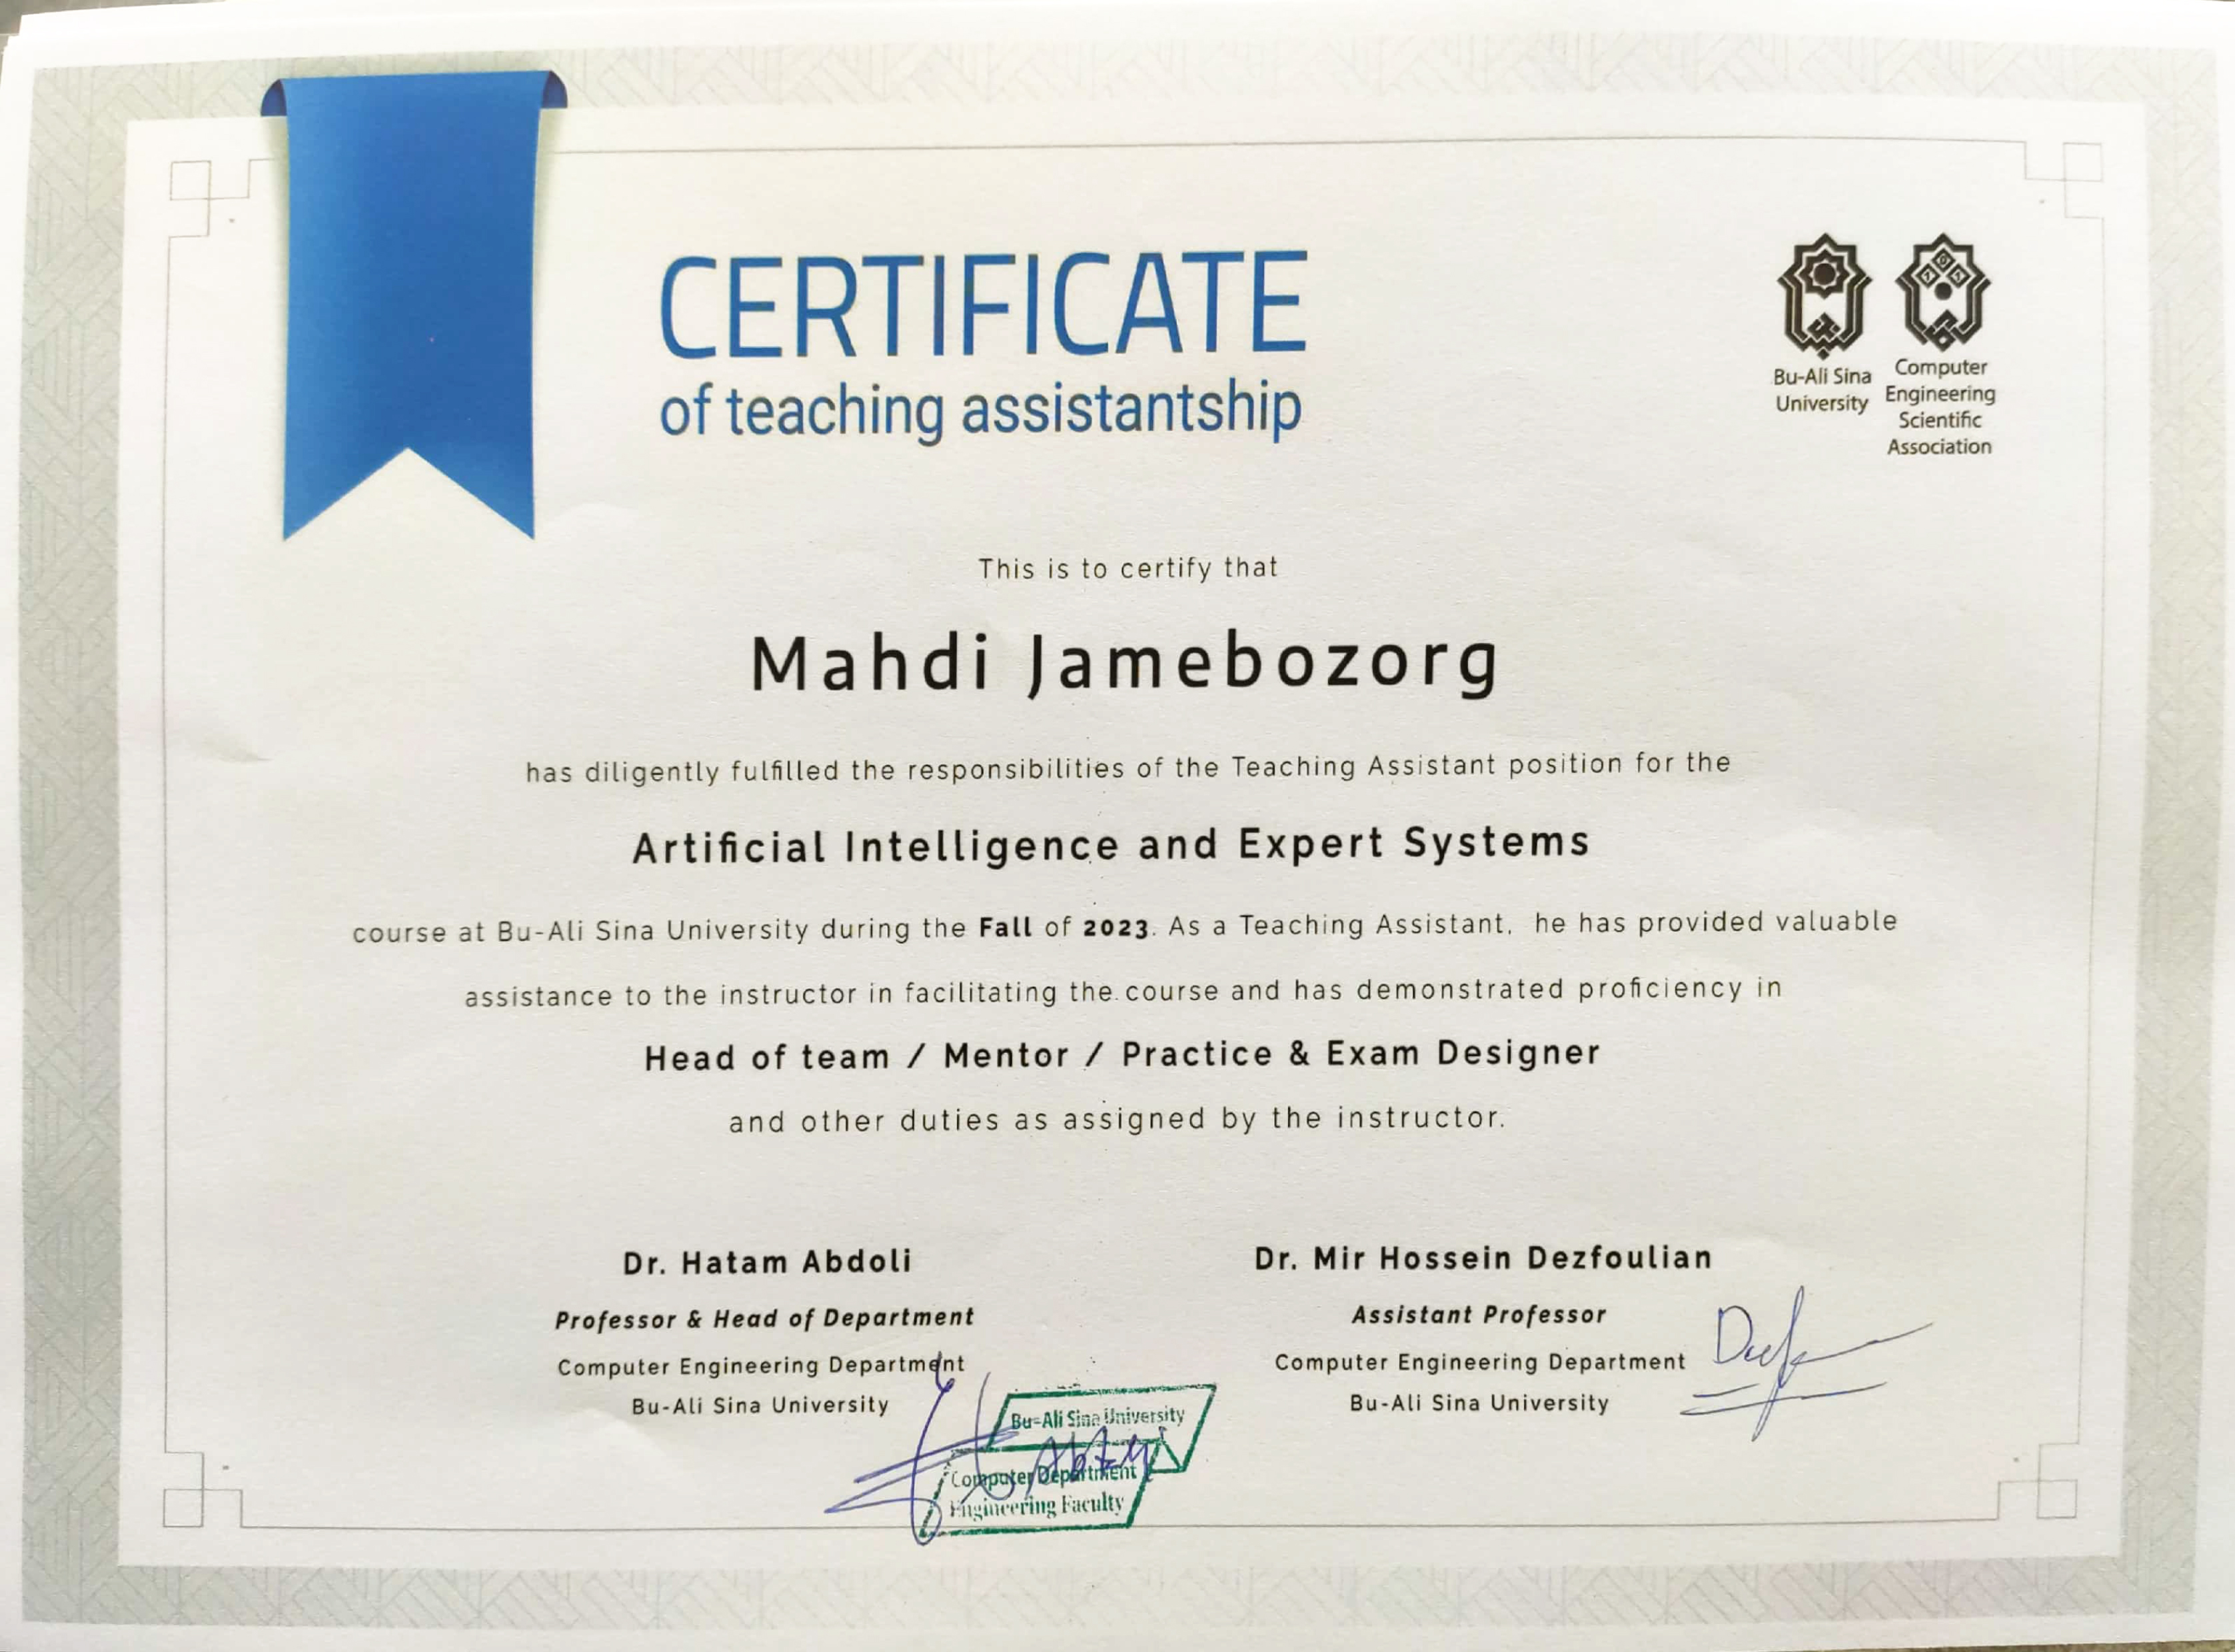 CERTIFICATE
of teaching assistantship
Bu-Ali Sina
University
Computer
Engineering
Scientific
Association
This is to certify that
Mahdi Jamebozorg
has diligently fulfilled the responsibilities of the Teaching Assistant position for the
Artificial Intelligence and Expert Systems
course at Bu-Ali Sina University during the Fall of 2023. As a Teaching Assistant, he has provided valuable
assistance to the instructor in facilitating the course and has demonstrated proficiency in
Head of team / Mentor / Practice & Exam Designer
and other duties as assigned by the instructor.
Dr. Hatam Abdoli
Professor & Head of Department
Computer Engineering Department
Bu-Ali Sina University
Dr. Mir Hossein Dezfoulian
Assistant Professor
Computer Engineering Department
Bu-Ali Sina University
Bu-Ali Sina University
Computer Department
Engineering Faculty